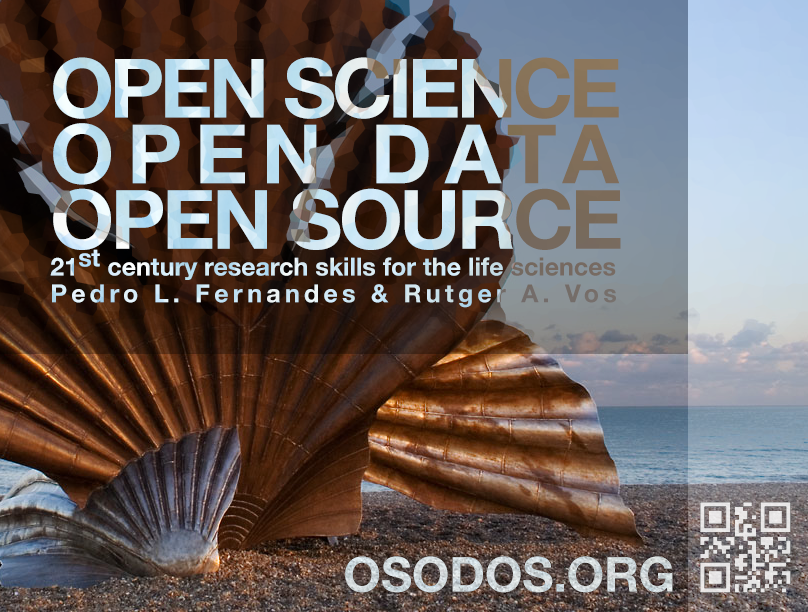 OPEN SCIENCE
OPEN DATA
OPEN SOURCE
21st century research skills for the life sciences
Pedro L. Fernandes & Rutger A. Vos
OSODOS.ORG